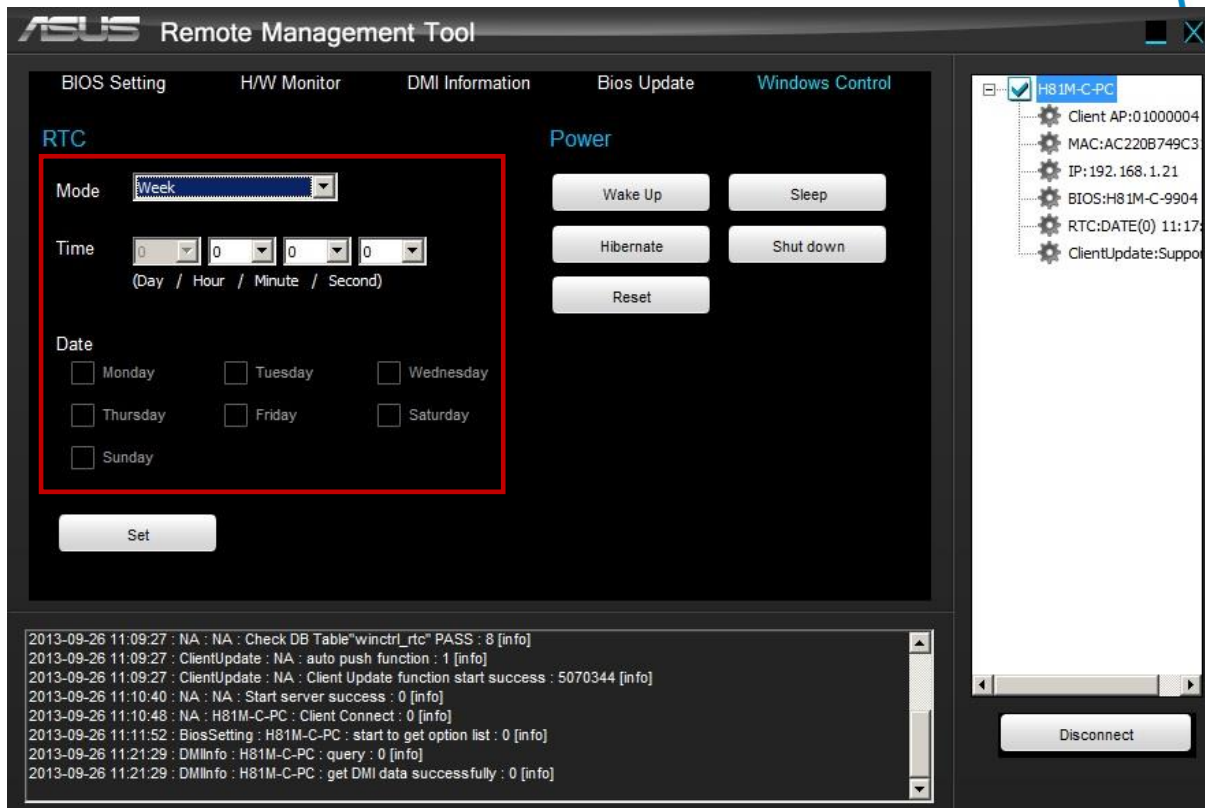 ASUS Remote Management Tool
BIOS Setting H/W Monitor DMI Information Bios Update Windows Control
RTC
Mode Week
Time 0 0 0 0
(Day / Hour / Minute / Second)
Date
Monday Tuesday Wednesday
Thursday Friday Saturday
Sunday
Set
Power
Wake Up Sleep
Hibernate Shut down
Reset
H81M-C-PC
Client AP:01000004
MAC:AC220B749C3
IP:192.168.1.21
BIOS:H81M-C-9904
RTC:DATE(0) 11:17:
ClientUpdate:Suppor
Disconnect
2013-09-26 11:09:27 : NA : NA : Check DB Table"winctrl_rtc" PASS : 8 [info]
2013-09-26 11:09:27 : ClientUpdate : NA : auto push function : 1 [info]
2013-09-26 11:09:27 : ClientUpdate : NA : Client Update function start success : 5070344 [info]
2013-09-26 11:10:40 : NA : NA : Start server success : 0 [info]
2013-09-26 11:10:48 : NA : H81M-C-PC : Client Connect : 0 [info]
2013-09-26 11:11:52 : BiosSetting : H81M-C-PC : start to get option list : 0 [info]
2013-09-26 11:21:29 : DMIInfo : H81M-C-PC : query : 0 [info]
2013-09-26 11:21:29 : DMIInfo : H81M-C-PC : get DMI data successfully : 0 [info]